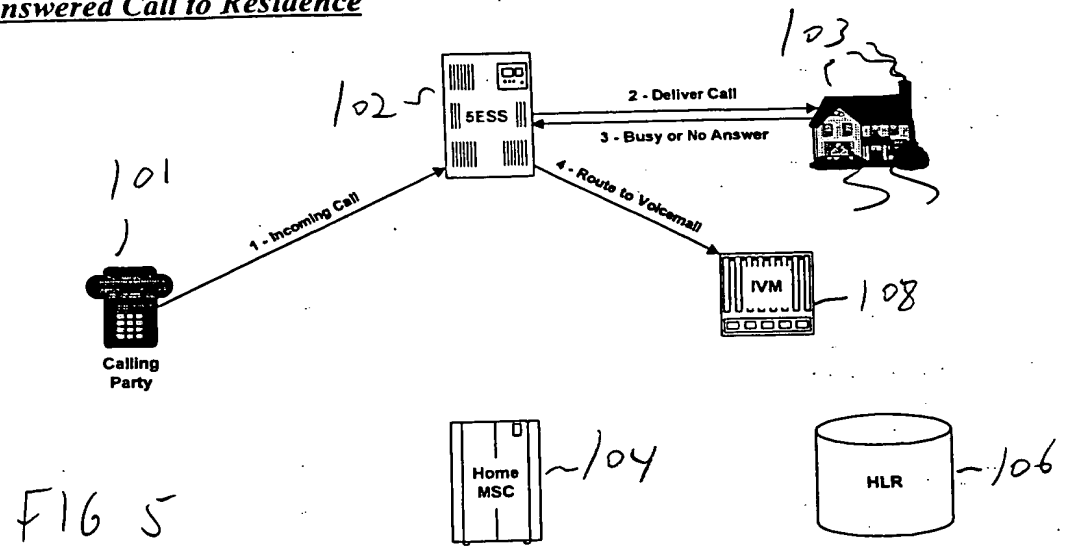 nswered Call to Residence
103
102
5ESS
2 - Deliver Call
3 - Busy or No Answer
101
1 - Incoming Call
4 - Route to Voicemail
IVM
108
Calling
Party
Home
MSC
104
HLR
106
FIG 5